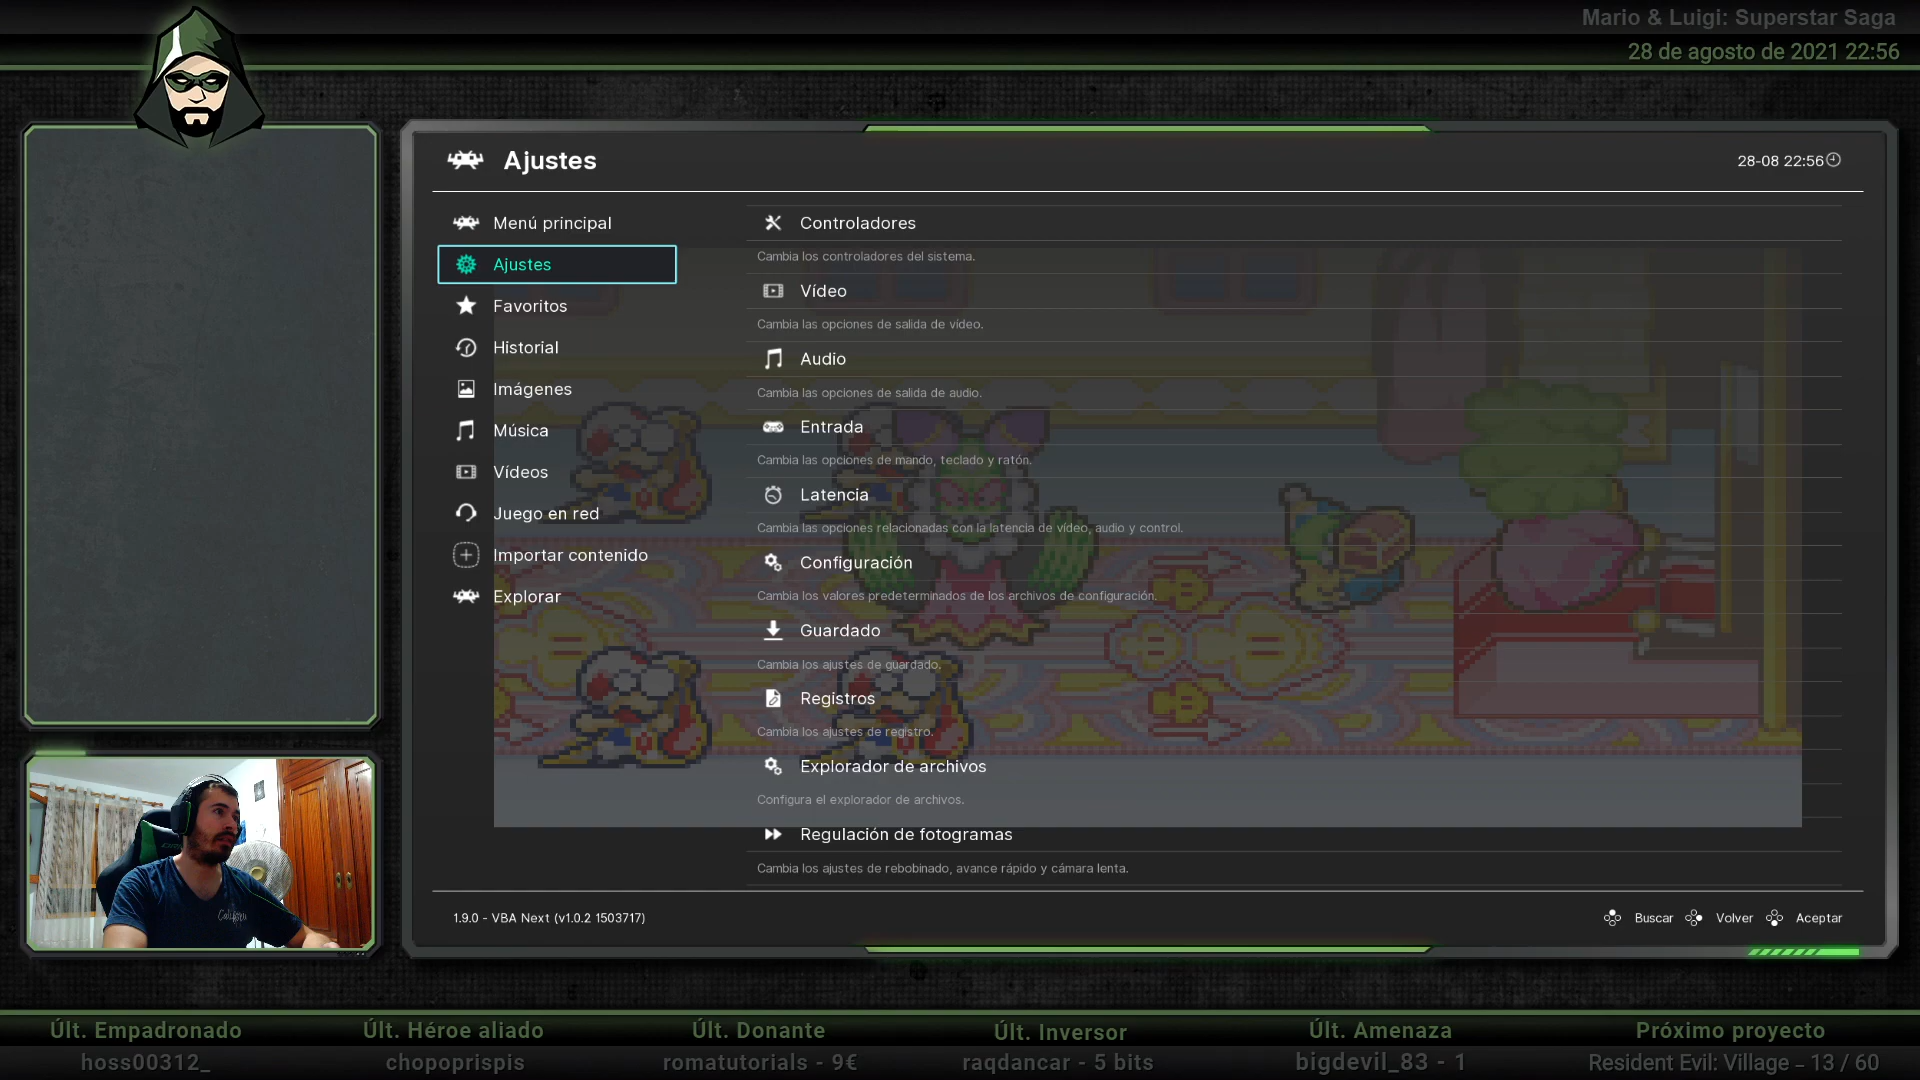 Mario & Luigi: Superstar Saga
28 de agosto de 2021 22:56
Ajustes
28-08 22:56
Menú principal
Ajustes
Favoritos
Historial
Imágenes
Música
Vídeos
Juego en red
Importar contenido
Explorar
Controladores
Cambia los controladores del sistema.
Vídeo
Cambia las opciones de salida de vídeo.
Audio
Cambia las opciones de salida de audio.
Entrada
Cambia las opciones de mando, teclado y ratón.
Latencia
Cambia las opciones relacionadas con la latencia de vídeo, audio y control.
Configuración
Cambia los valores predeterminados de los archivos de configuración.
Guardado
Cambia los ajustes de guardado.
Registros
Cambia los ajustes de registro.
Explorador de archivos
Configura el explorador de archivos.
Regulación de fotogramas
Cambia los ajustes de rebobinado, avance rápido y cámara lenta.
1.9.0 - VBA Next (v1.0.2 1503717)
Buscar Volver Aceptar
Últ. Empadronado
hoss00312_
Últ. Héroe aliado
chopoprispis
Últ. Donante
romatutorials - 9€
Últ. Inversor
raqdancar - 5 bits
Últ. Amenaza
bigdevil_83 - 1
Próximo proyecto
Resident Evil: Village – 13 / 60